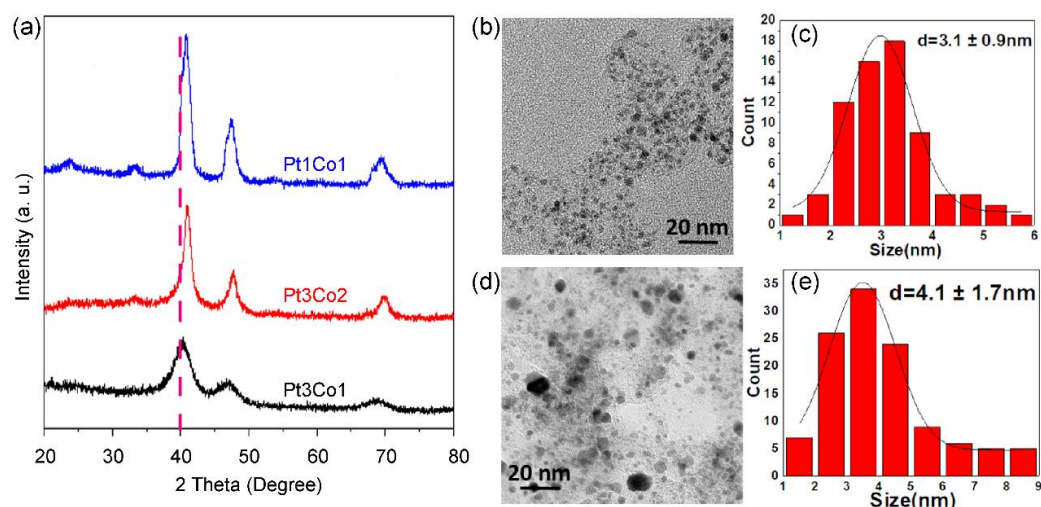 (a)
Intensity (a. u.)
Pt1Co1
Pt3Co2
Pt3Co1
20 30 40 50 60 70 80
2 Theta (Degree)
(b)
20 nm
(c)
d=3.1 ± 0.9nm
Count
20
18
16
14
12
10
8
6
4
2
0
1 2 3 4 5 6
Size(nm)
(d)
20 nm
(e)
d=4.1 ± 1.7nm
Count
35
30
25
20
15
10
5
0
1 2 3 4 5 6 7 8 9
Size(nm)